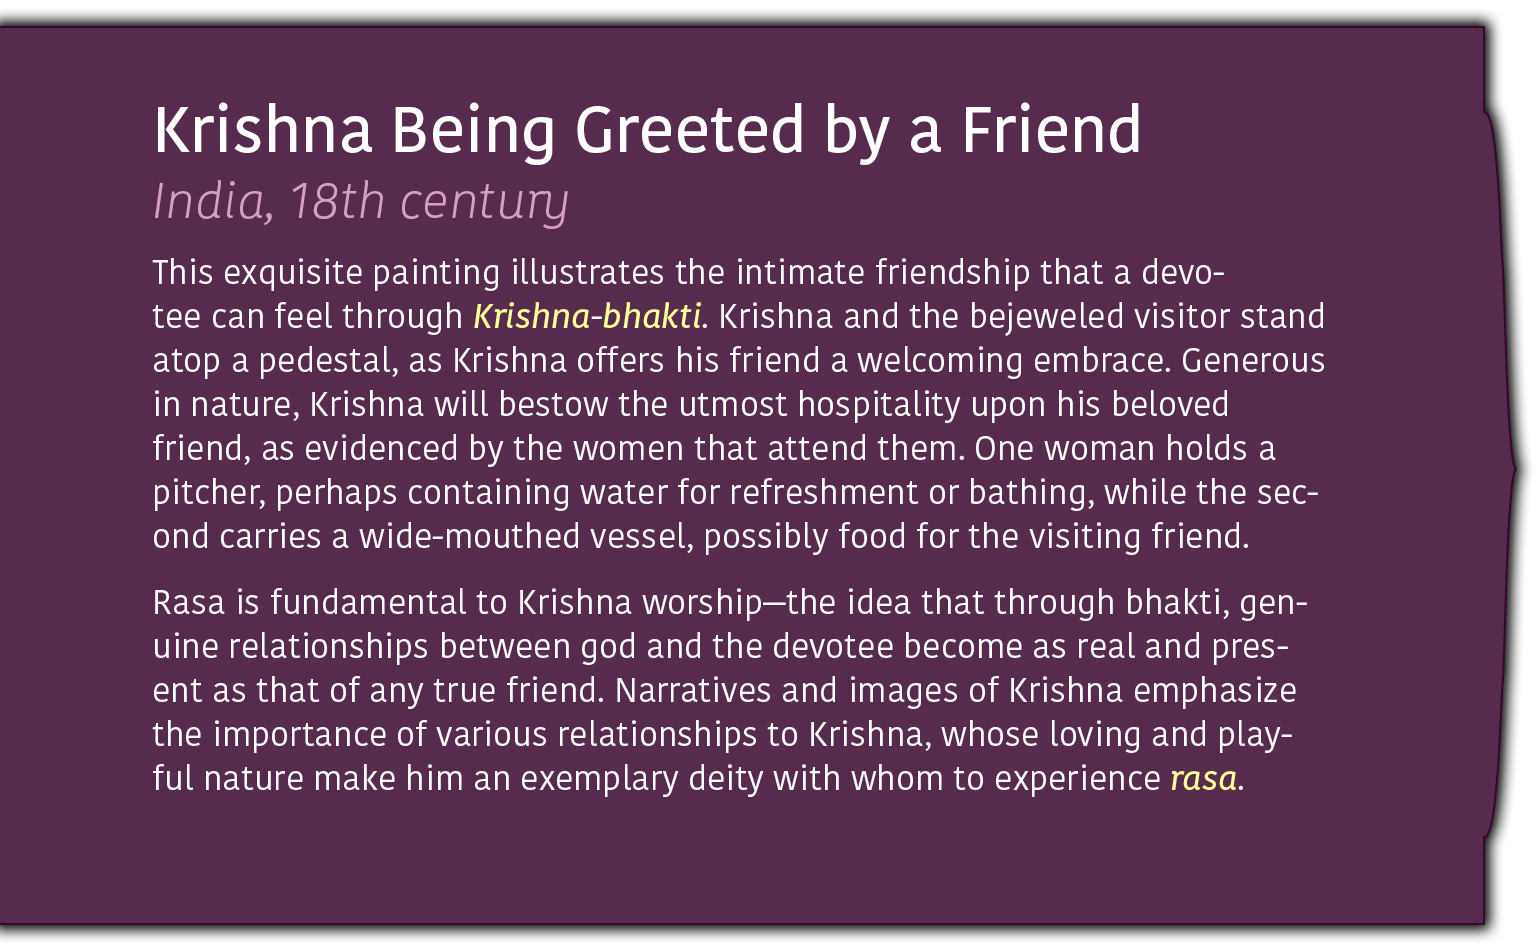 Krishna Being Greeted by a Friend
India, 18th century
This exquisite painting illustrates the intimate friendship that a devo-
tee can feel through Krishna-bhakti. Krishna and the bejeweled visitor stand
atop a pedestal, as Krishna offers his friend a welcoming embrace. Generous
in nature, Krishna will bestow the utmost hospitality upon his beloved
friend, as evidenced by the women that attend them. One woman holds a
pitcher, perhaps containing water for refreshment or bathing, while the sec-
ond carries a wide-mouthed vessel, possibly food for the visiting friend.
Rasa is fundamental to Krishna worship—the idea that through bhakti, gen-
uine relationships between god and the devotee become as real and pres-
ent as that of any true friend. Narratives and images of Krishna emphasize
the importance of various relationships to Krishna, whose loving and play-
ful nature make him an exemplary deity with whom to experience rasa.